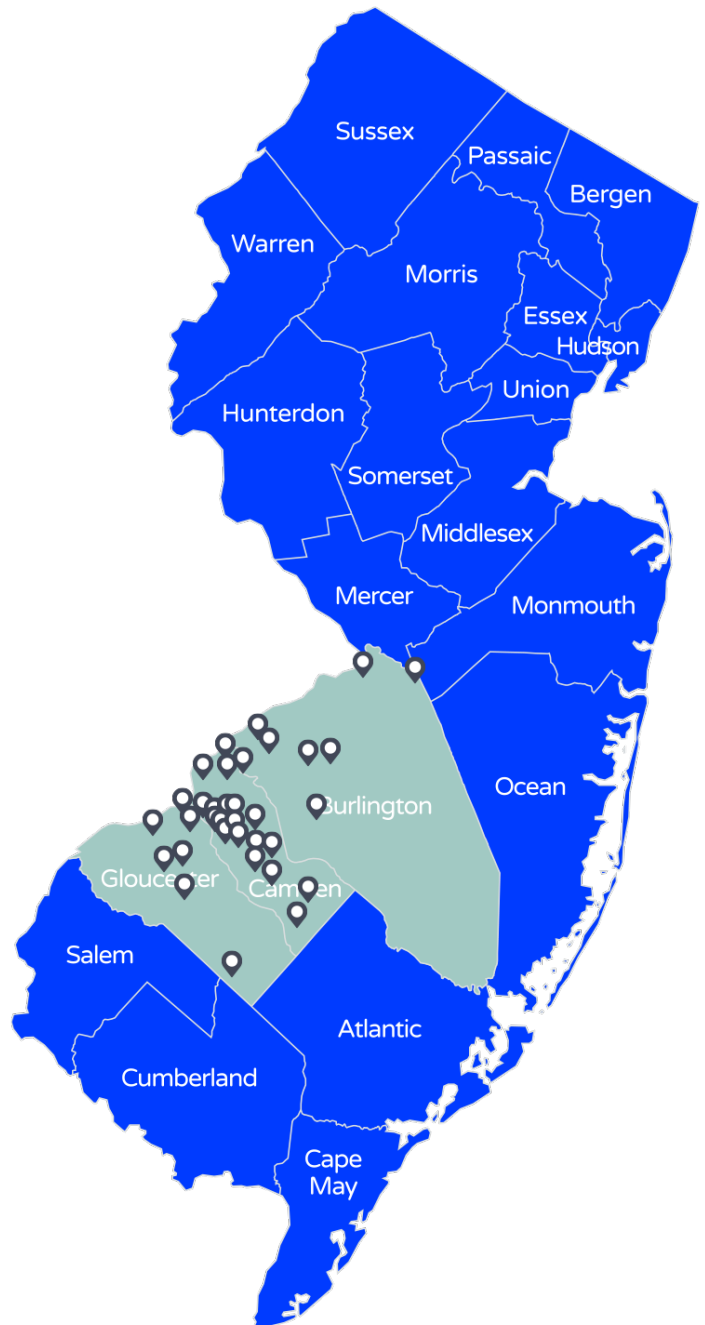 Sussex
Passaic
Bergen
Warren
Morris
Essex
Hudson
Union
Hunterdon
Somerset
Middlesex
Mercer
Monmouth
Ocean
Burlington
Gloucester
Camden
Salem
Atlantic
Cumberland
Cape
May